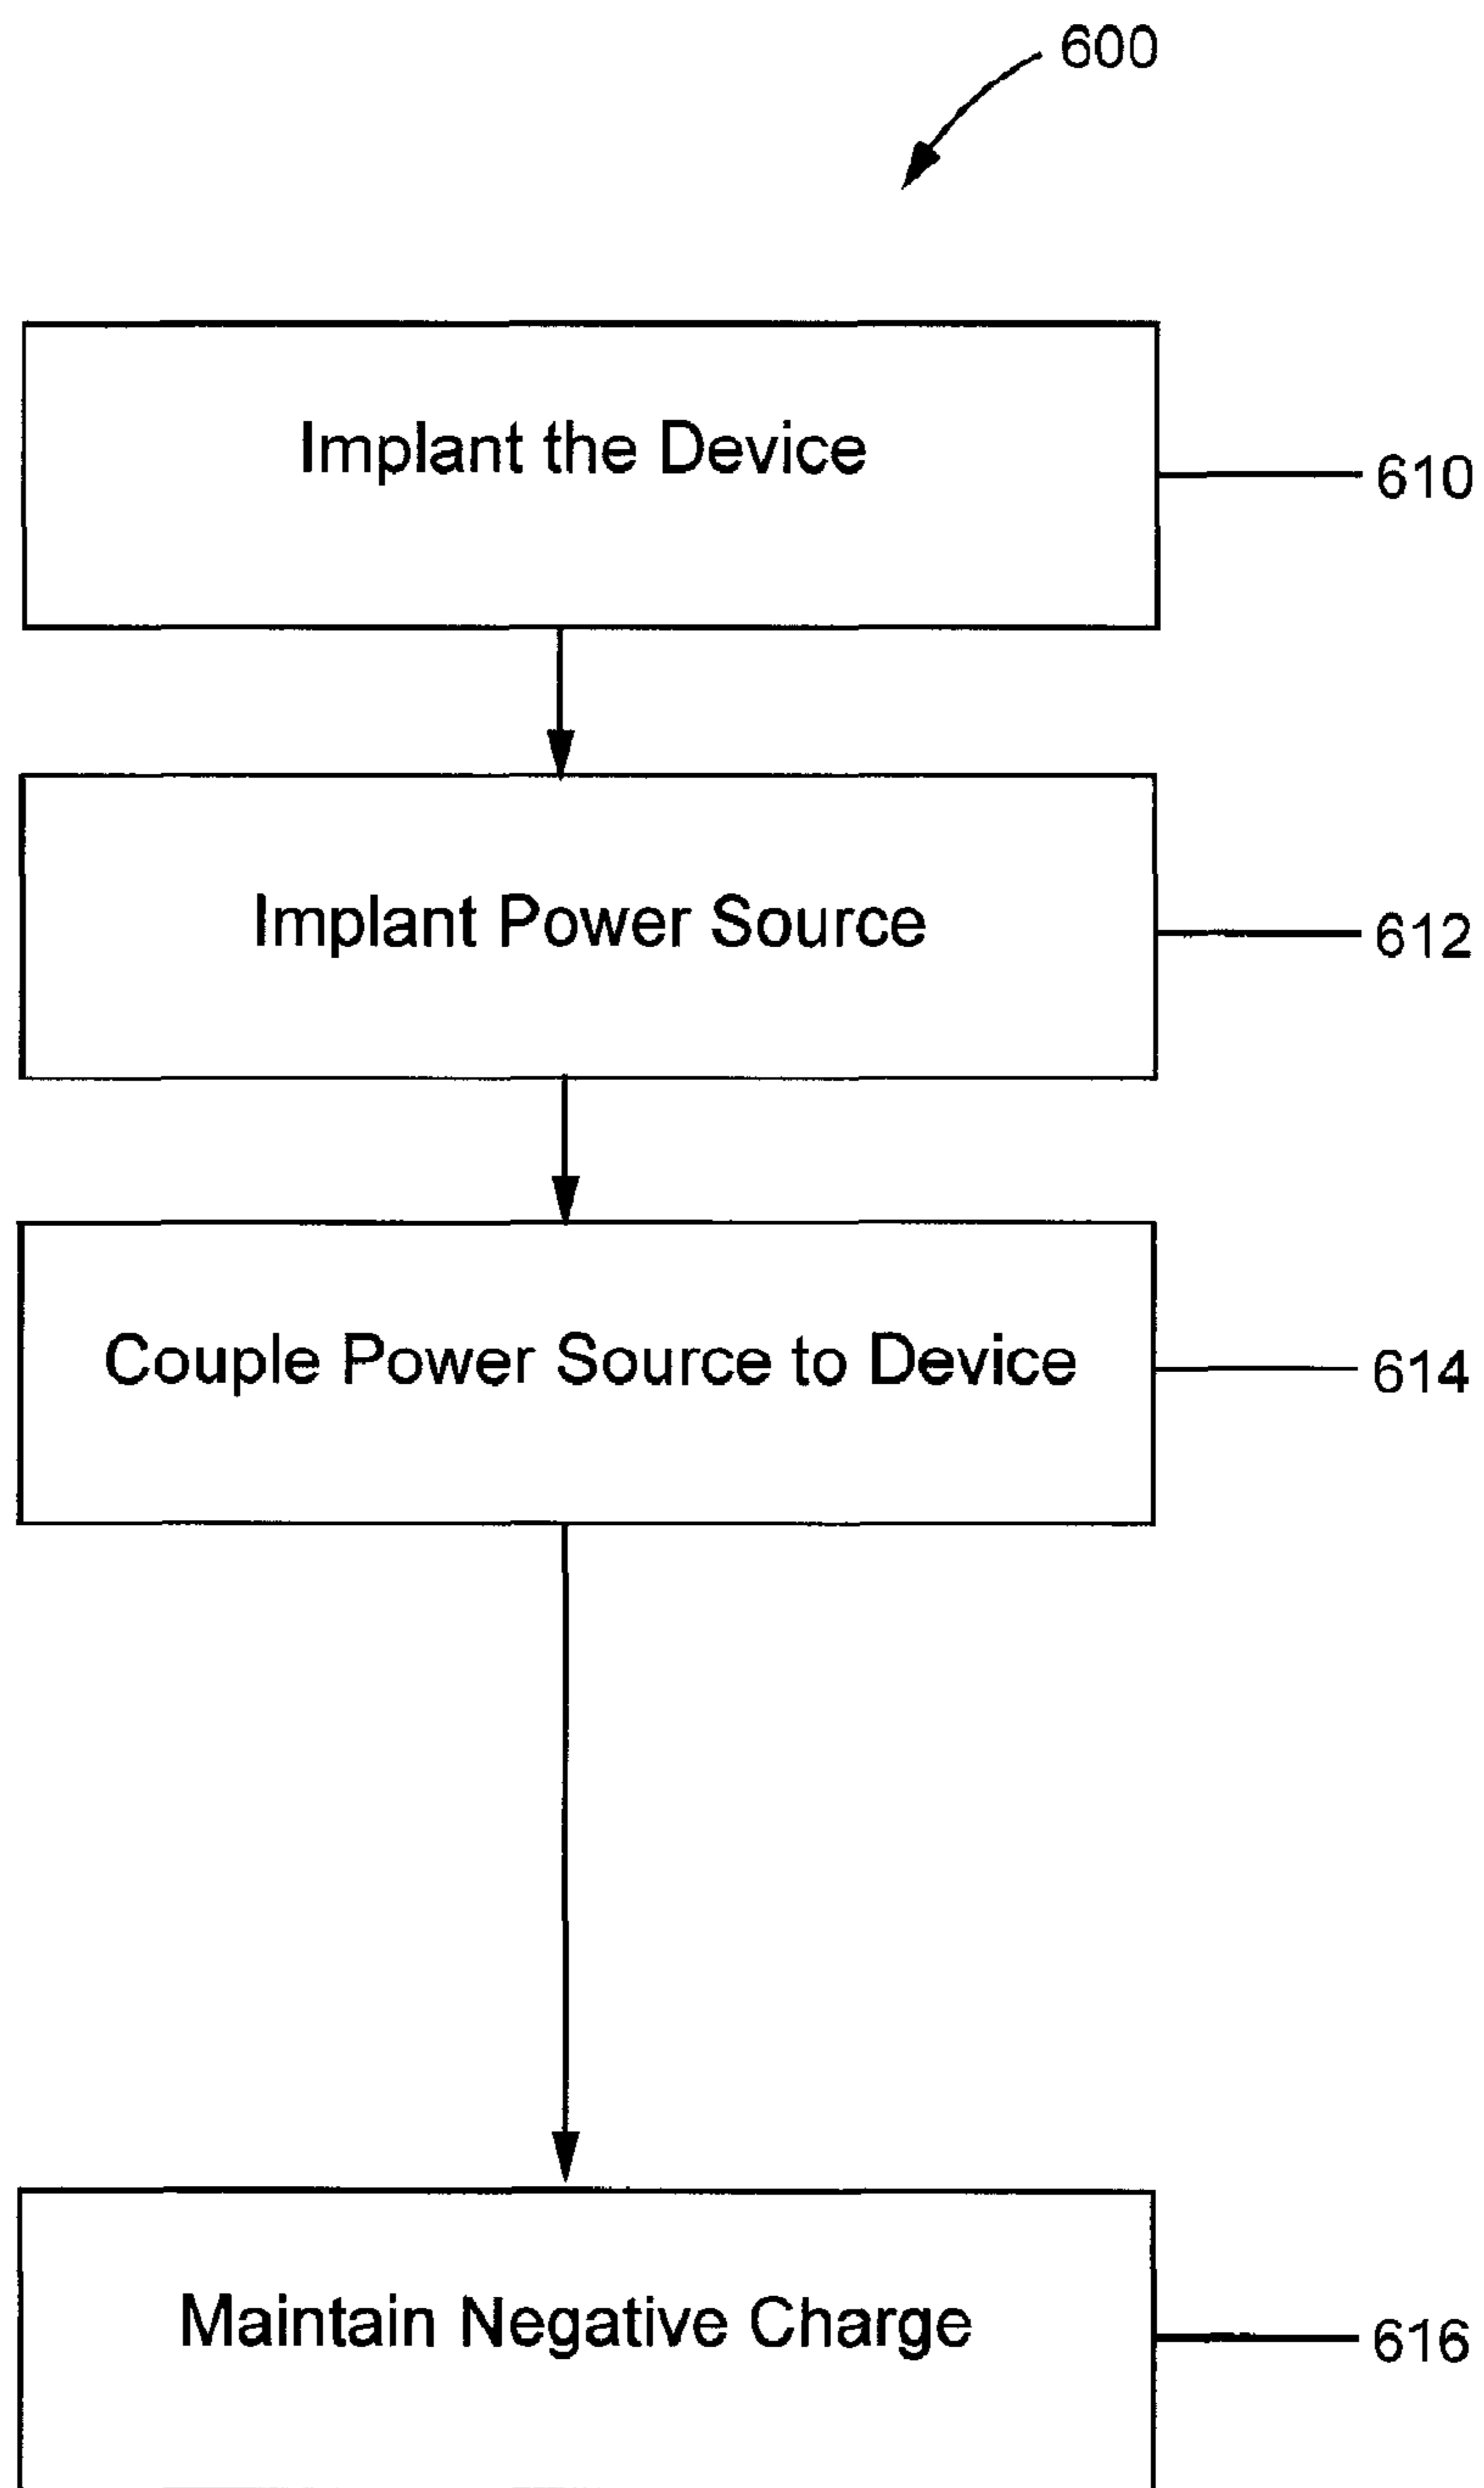 600
Implant the Device
610
Implant Power Source
612
Couple Power Source to Device
614
Maintain Negative Charge
616